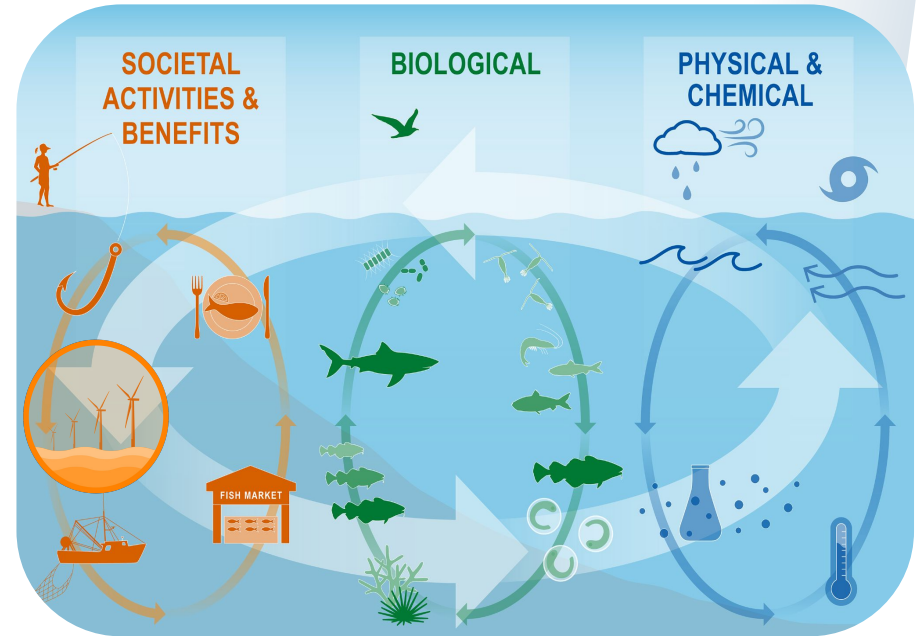 SOCIETAL
ACTIVITIES &
BENEFITS
BIOLOGICAL
PHYSICAL &
CHEMICAL
FISH MARKET